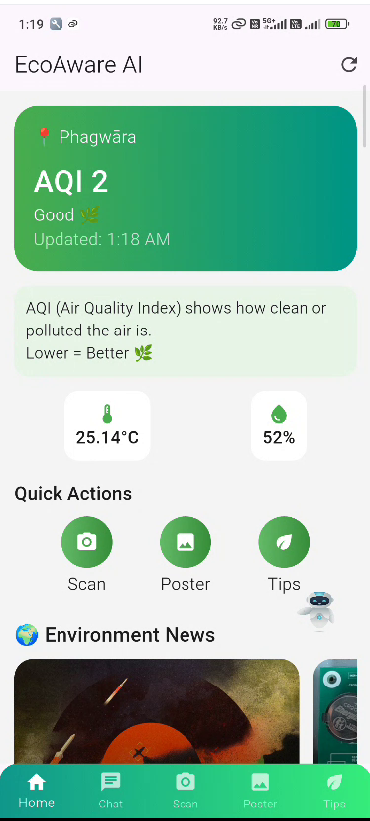 1:19
92.7
KB/s
5G+
70
EcoAware AI
📍 Phagwāra
AQI 2
Good 🌿
Updated: 1:18 AM
AQI (Air Quality Index) shows how clean or
polluted the air is.
Lower = Better 🌿
25.14°C
52%
Quick Actions
Scan
Poster
Tips
🌍 Environment News
Home
Chat
Scan
Poster
Tips